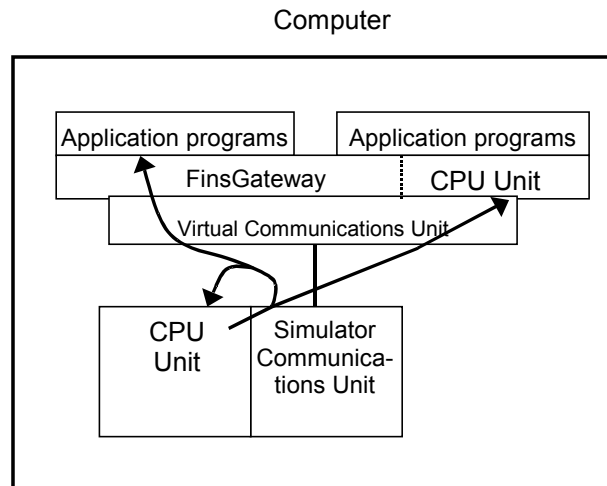 Computer
Application programs
Application programs
FinsGateway
CPU Unit
Virtual Communications Unit
CPU
Unit
Simulator
Communica-
tions Unit